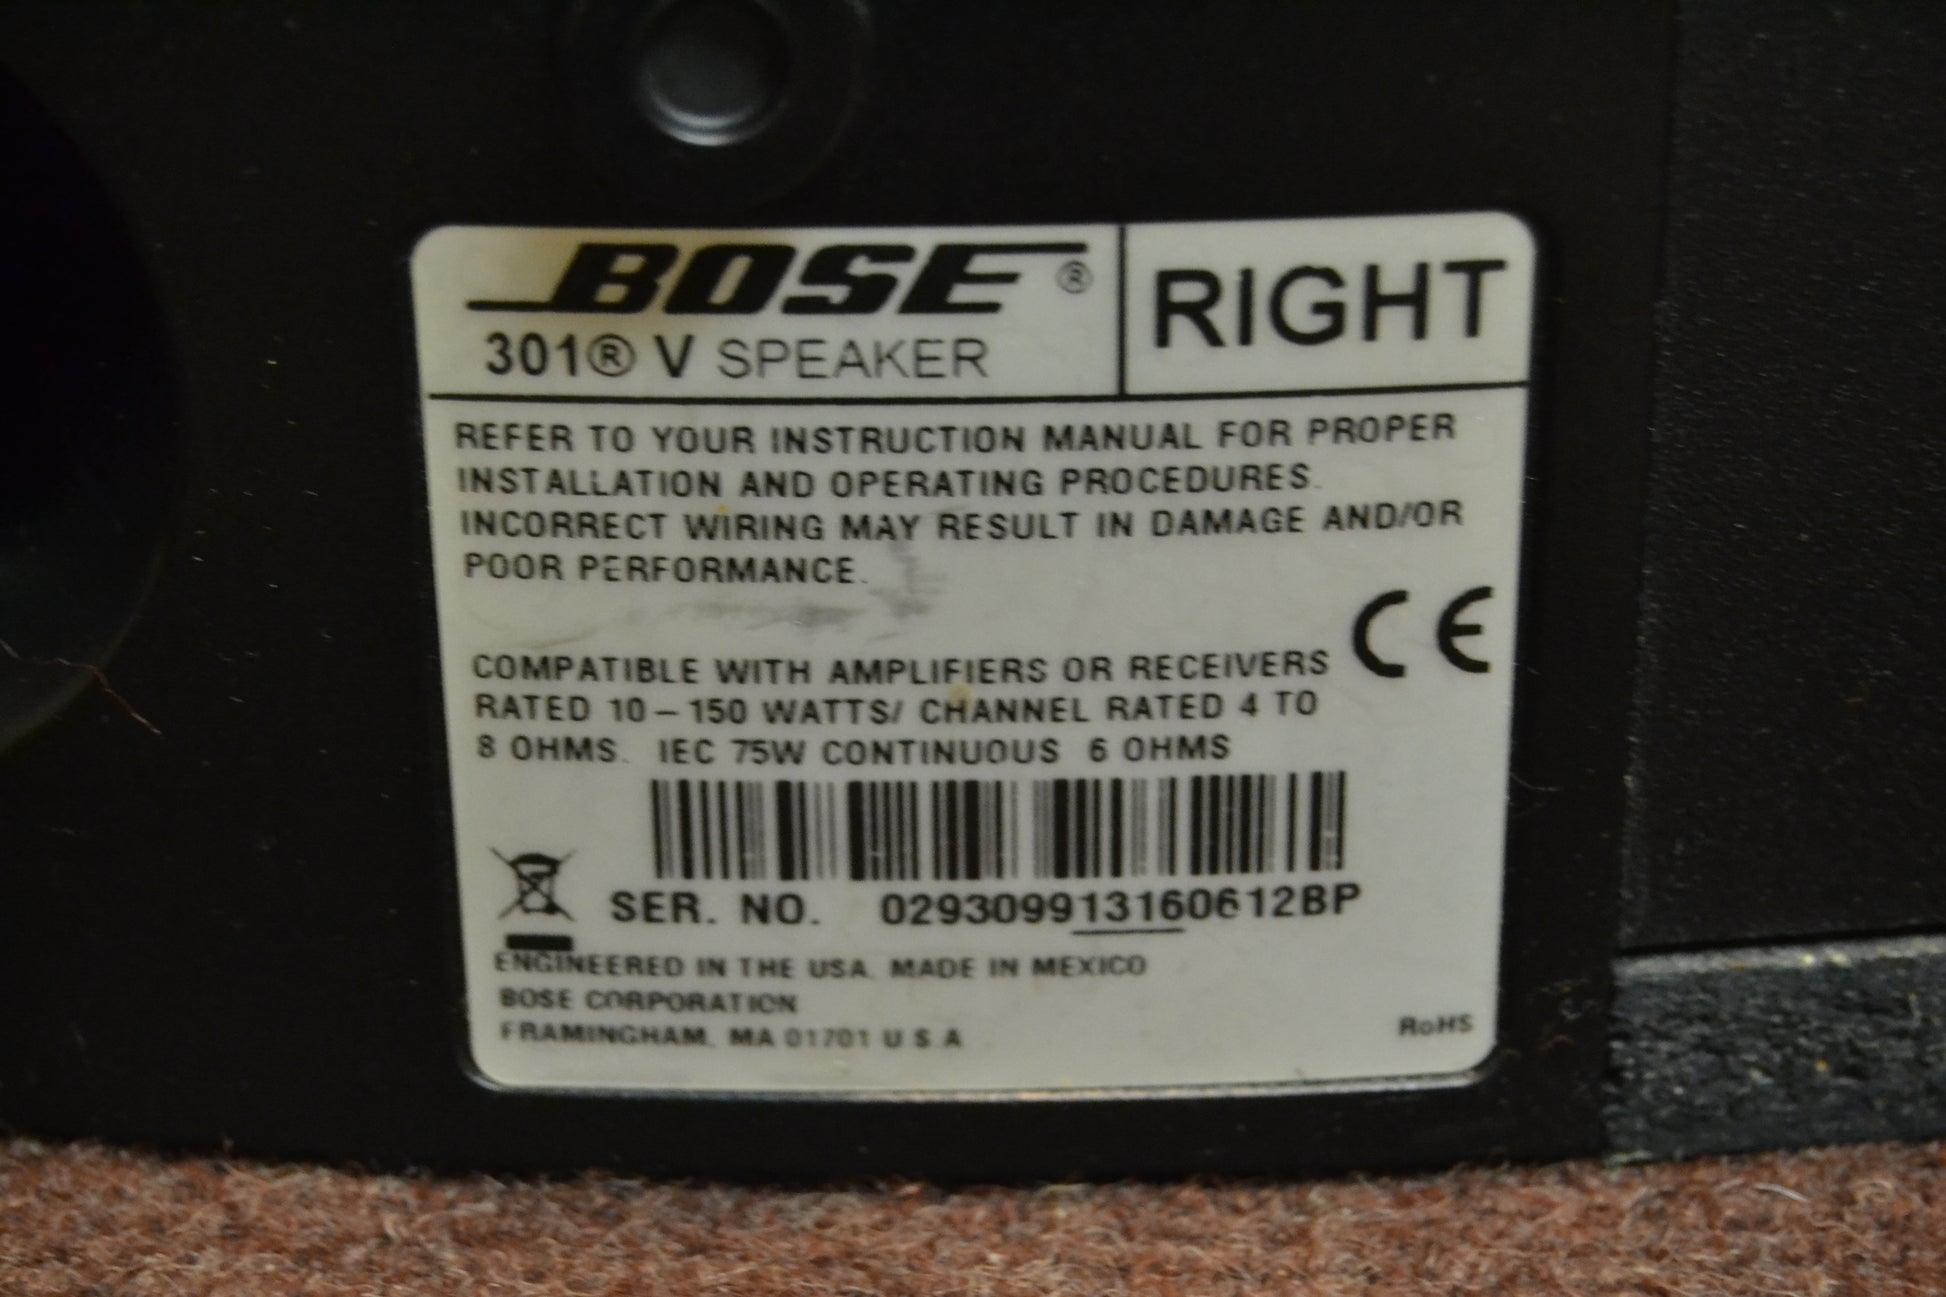 BOSE®
301® V SPEAKER
RIGHT
REFER TO YOUR INSTRUCTION MANUAL FOR PROPER
INSTALLATION AND OPERATING PROCEDURES.
INCORRECT WIRING MAY RESULT IN DAMAGE AND/OR
POOR PERFORMANCE.
CE
COMPATIBLE WITH AMPLIFIERS OR RECEIVERS
RATED 10 – 150 WATTS/ CHANNEL RATED 4 TO
8 OHMS. IEC 75W CONTINUOUS 6 OHMS
SER. NO. 029309913160612BP
ENGINEERED IN THE USA. MADE IN MEXICO
BOSE CORPORATION
FRAMINGHAM, MA 01701 U S A
RoHS